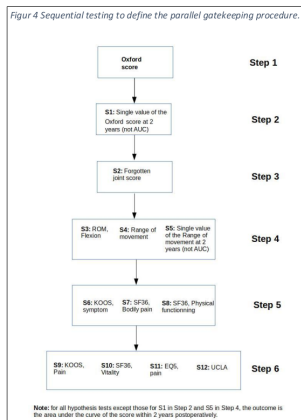 Figur 4 Sequential testing to define the parallel gatekeeping procedure.
Oxford
score
Step 1
S1: Single value of the
Oxford score at 2
years (not AUC)
Step 2
S2: Forgotten
joint score
Step 3
S3: ROM,
Flexion
S4: Range of
movement
S5: Single value
of the Range of
movement at 2
years (not AUC)
Step 4
S6: KOOS,
symptom
S7: SF36,
Bodily pain
S8: SF36, Physical
functionning
Step 5
S9: KOOS,
Pain
S10: SF36,
Vitality
S11: EQ5,
pain
S12: UCLA
Step 6
Note: for all hypothesis tests except those for S1 in Step 2 and S5 in Step 4, the outcome is
the area under the curve of the score within 2 years postoperatively.